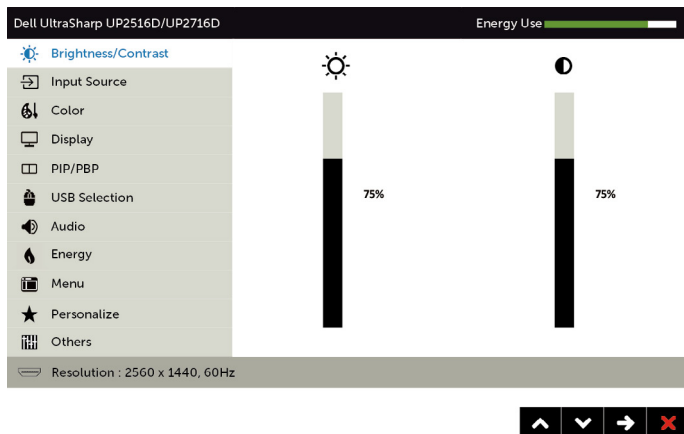 Dell UltraSharp UP2516D/UP2716D
Energy Use
Brightness/Contrast
Input Source
Color
Display
PIP/PBP
USB Selection
Audio
Energy
Menu
Personalize
Others
75%
75%
Resolution : 2560 x 1440, 60Hz